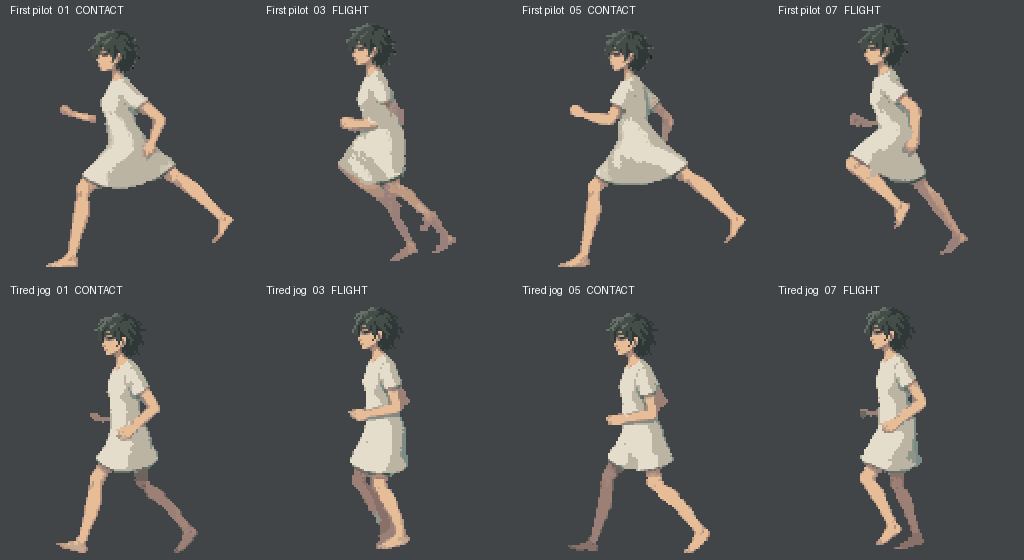 First pilot 01 CONTACT
First pilot 03 FLIGHT
First pilot 05 CONTACT
First pilot 07 FLIGHT
Tired jog 01 CONTACT
Tired jog 03 FLIGHT
Tired jog 05 CONTACT
Tired jog 07 FLIGHT